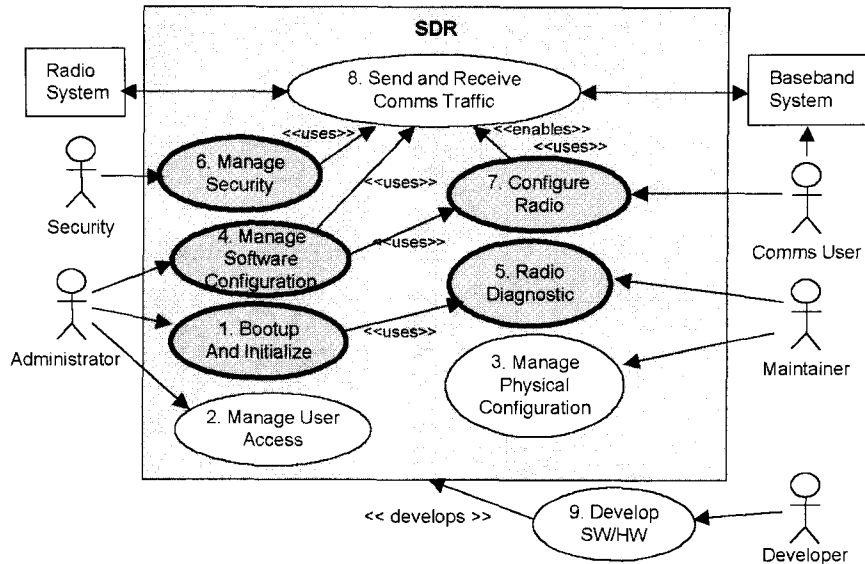 SDR
Radio
System
8. Send and Receive
Comms Traffic
Baseband
System
<<uses>>
<<enables>>
<<uses>>
6. Manage
Security
<<uses>>
7. Configure
Radio
Security
4. Manage
Software
Configuration
<<uses>>
Comms User
5. Radio
Diagnostic
1. Bootup
And Initialize
<<uses>>
Administrator
3. Manage
Physical
Configuration
Maintainer
2. Manage User
Access
<< develops >>
9. Develop
SW/HW
Developer